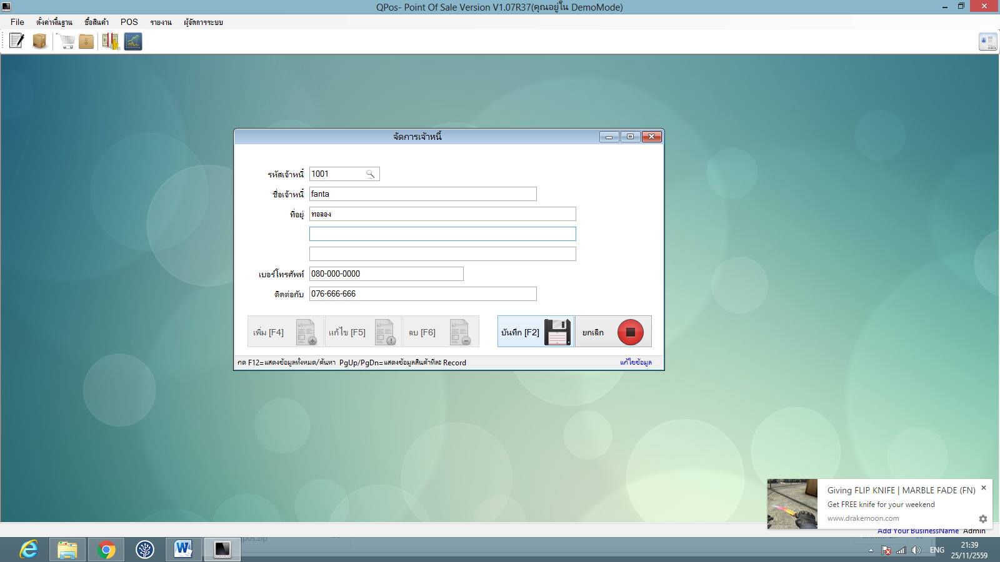 QPos- Point Of Sale Version V1.07R37(คุณอยู่ใน DemoMode)
File ตั้งค่าพื้นฐาน ซื้อสินค้า POS รายงาน ผู้จัดการระบบ
จัดการเจ้าหนี้
รหัสเจ้าหนี้ 1001
ชื่อเจ้าหนี้ fanta
ที่อยู่ ทอลอง
เบอร์โทรศัพท์ 080-000-0000
ติดต่อกับ 076-666-666
เพิ่ม [F4] แก้ไข [F5] ลบ [F6] บันทึก [F2] ยกเลิก
กด F12=แสดงข้อมูลทั้งหมด/ค้นหา PgUp/PgDn=แสดงข้อมูลสินค้าทีละ Record แก้ไขข้อมูล
Giving FLIP KNIFE | MARBLE FADE (FN)
Get FREE knife for your weekend
www.drakemoon.com
Add Your BusinessName Admin
pos.zip
ENG 21:39
25/11/2559